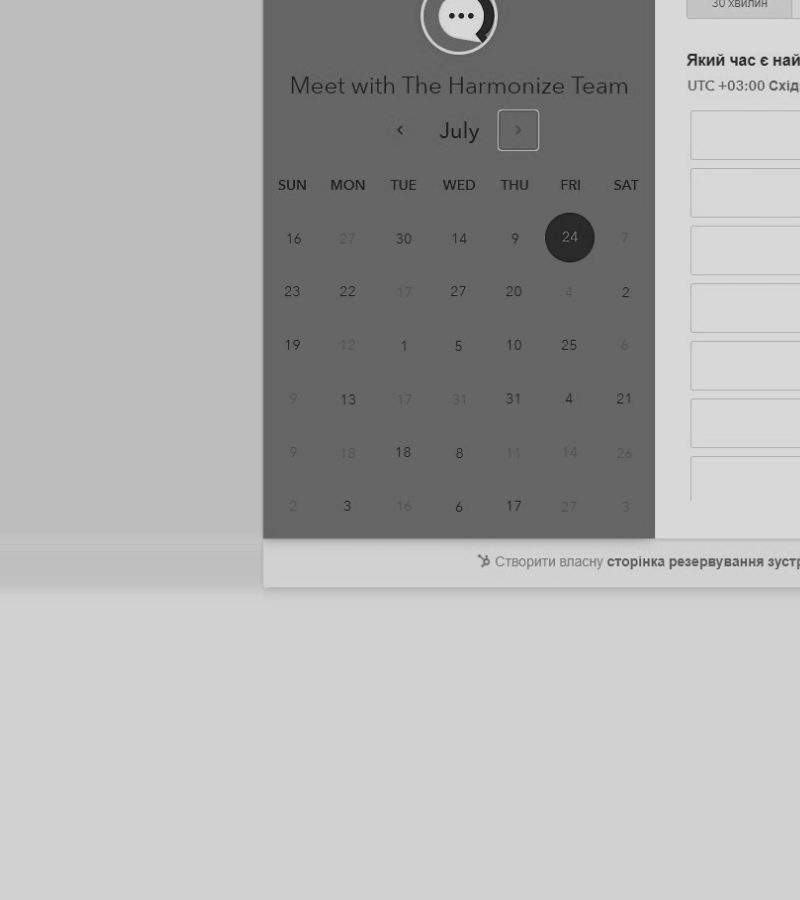 30 хвилин
Meet with The Harmonize Team
Який час є най
UTC +03:00 Схід
July
SUN MON TUE WED THU FRI SAT
16 27 30 14 9 24 7
23 22 17 27 20 4 2
19 12 1 5 10 25 6
9 13 17 31 31 4 21
9 18 18 8 11 14 26
2 3 16 6 17 27 3
Створити власну сторінка резервування зуст